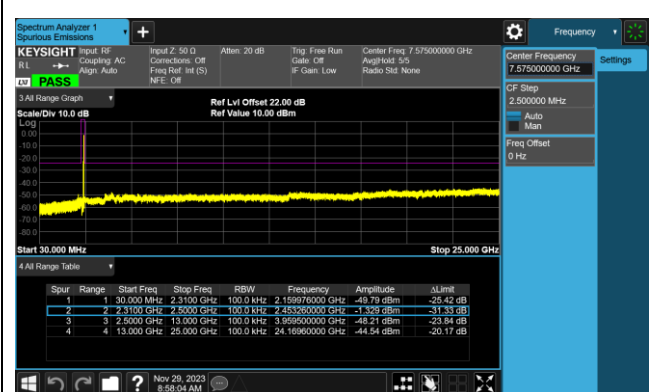 Spectrum Analyzer 1
Spurious Emissions
Frequency
KEYSIGHT Input: RF Input Z: 50 Ω Atten: 20 dB Trig: Free Run Center Freq: 7.575000000 GHz
RL Coupling: AC Corrections: Off Gate: Off Avg|Hold: 5/5
Align: Auto Freq Ref: Int (S) IF Gain: Low Radio Std: None
NFE: Off
LNI PASS
Center Frequency
7.575000000 GHz
Settings
CF Step
2.500000 MHz
Auto
Man
Freq Offset
0 Hz
3 All Range Graph
Ref Lvl Offset 22.00 dB
Scale/Div 10.0 dB Ref Value 10.00 dBm
Log
0.00
-10.0
-20.0
-30.0
-40.0
-50.0
-60.0
-70.0
-80.0
Start 30.000 MHz Stop 25.000 GHz
4 All Range Table
Spur Range Start Freq Stop Freq RBW Frequency Amplitude ΔLimit
1 1 30.000 MHz 2.3100 GHz 100.0 kHz 2.159976000 GHz -49.79 dBm -25.42 dB
2 2 2.3100 GHz 2.5000 GHz 100.0 kHz 2.453260000 GHz -1.329 dBm -31.33 dB
3 3 2.5000 GHz 13.000 GHz 100.0 kHz 3.959500000 GHz -48.21 dBm -23.84 dB
4 4 13.000 GHz 25.000 GHz 100.0 kHz 24.16960000 GHz -44.54 dBm -20.17 dB
Nov 29, 2023
8:58:04 AM